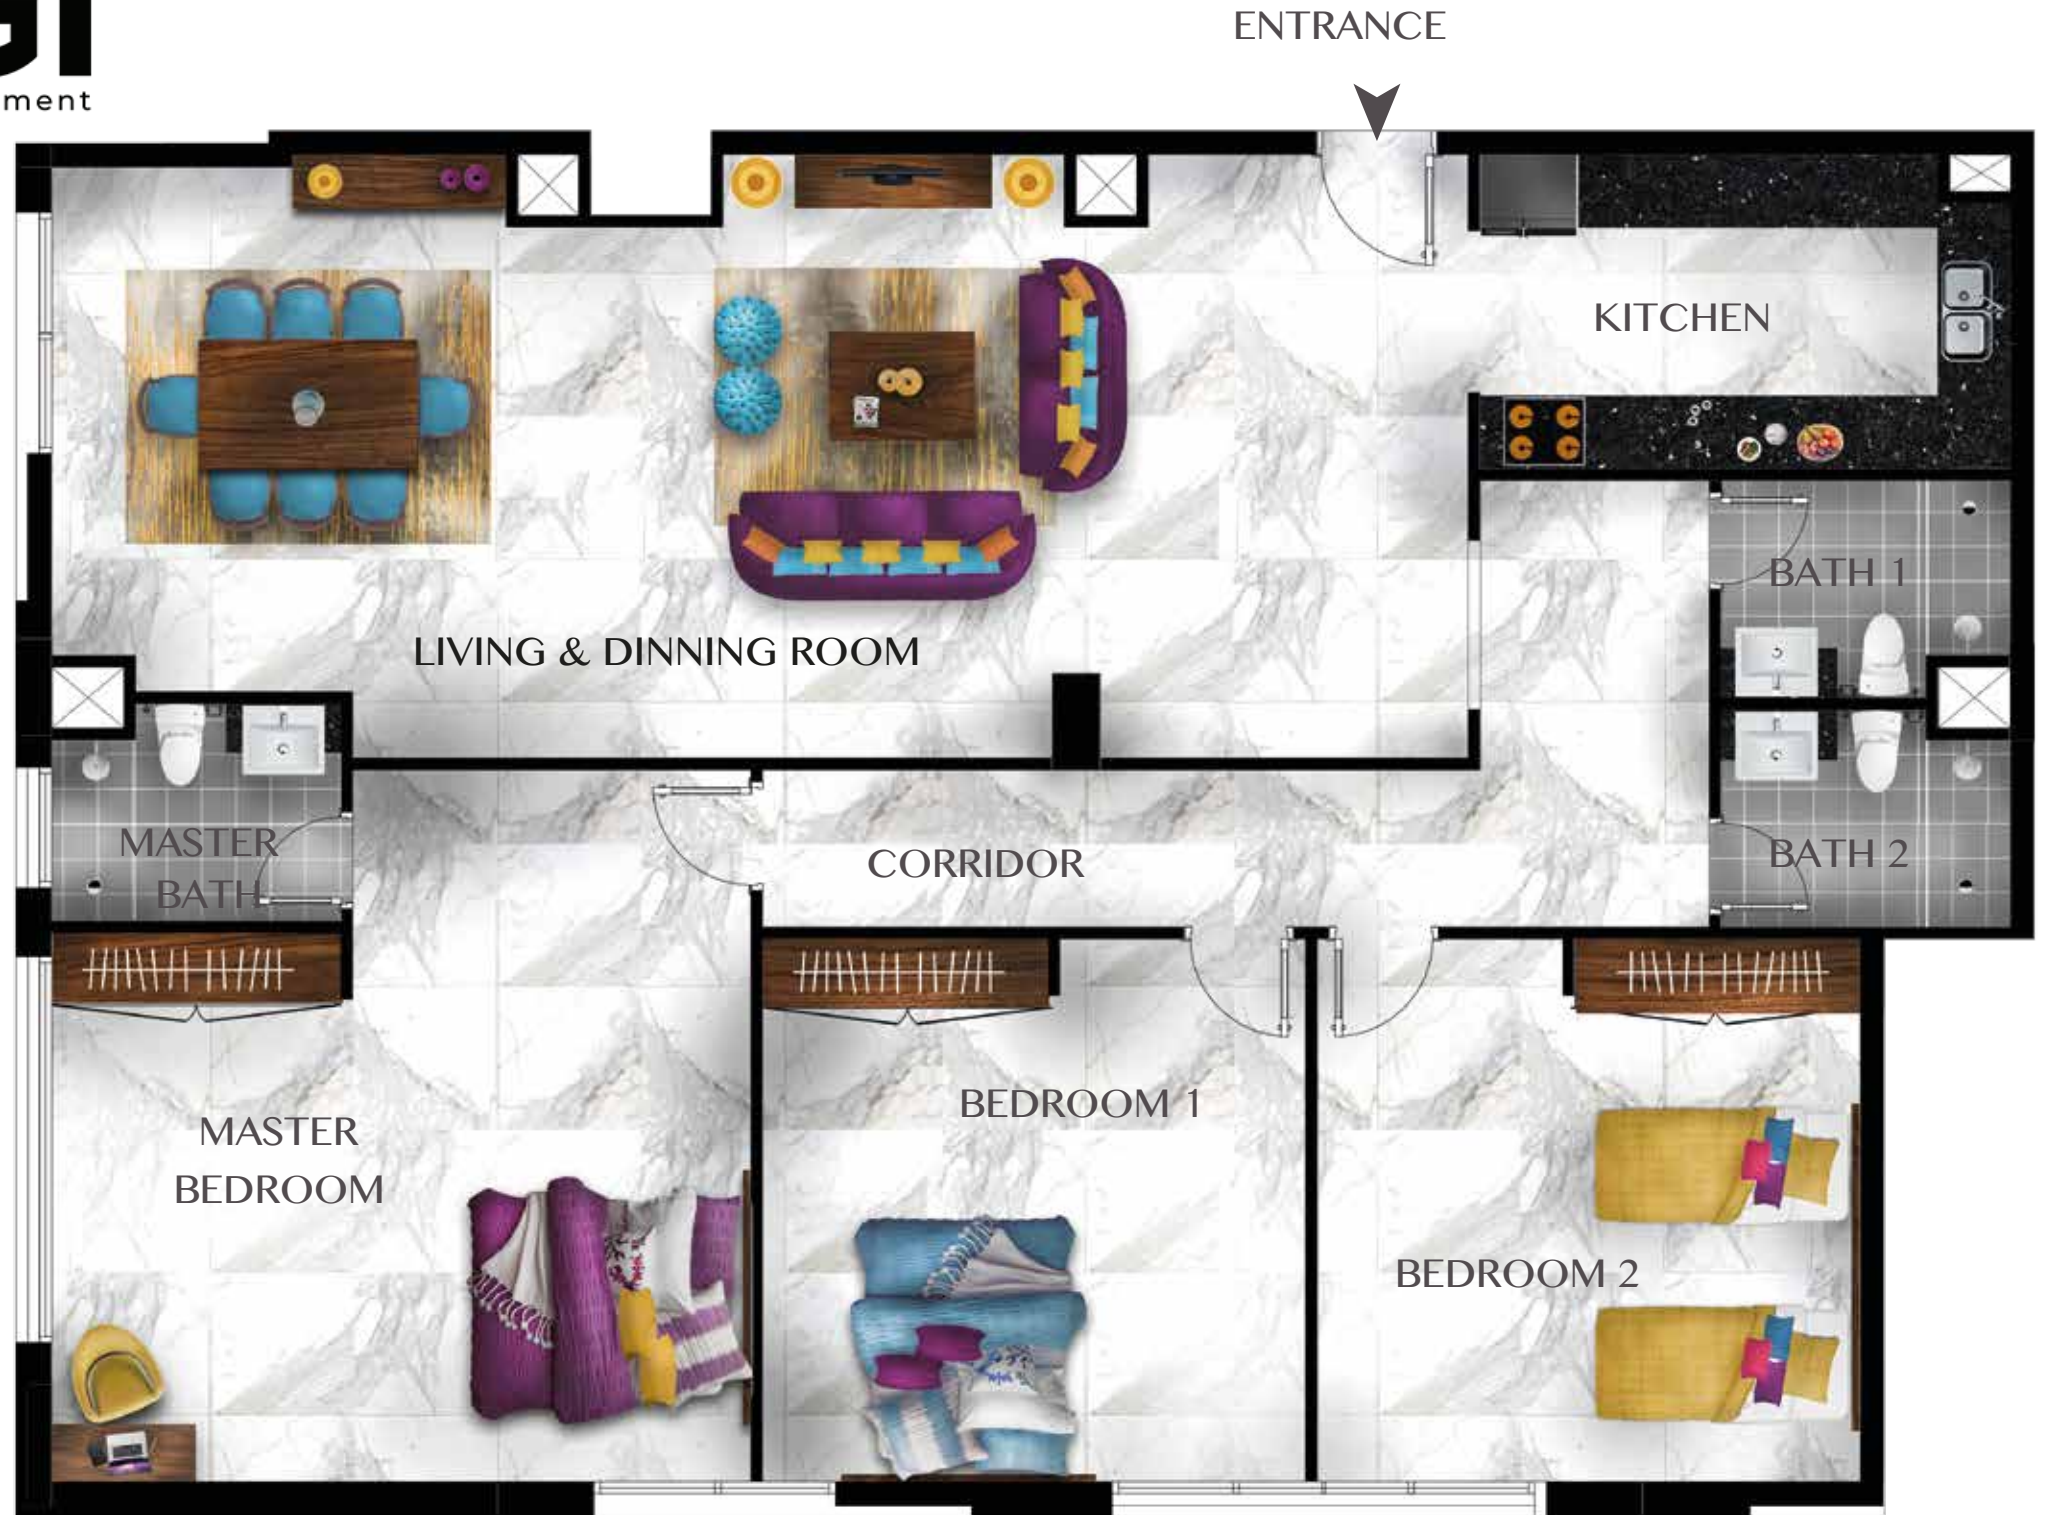 ment
ENTRANCE
KITCHEN
BATH 1
LIVING & DINNING ROOM
MASTER
BATH
CORRIDOR
BATH 2
MASTER
BEDROOM
BEDROOM 1
BEDROOM 2